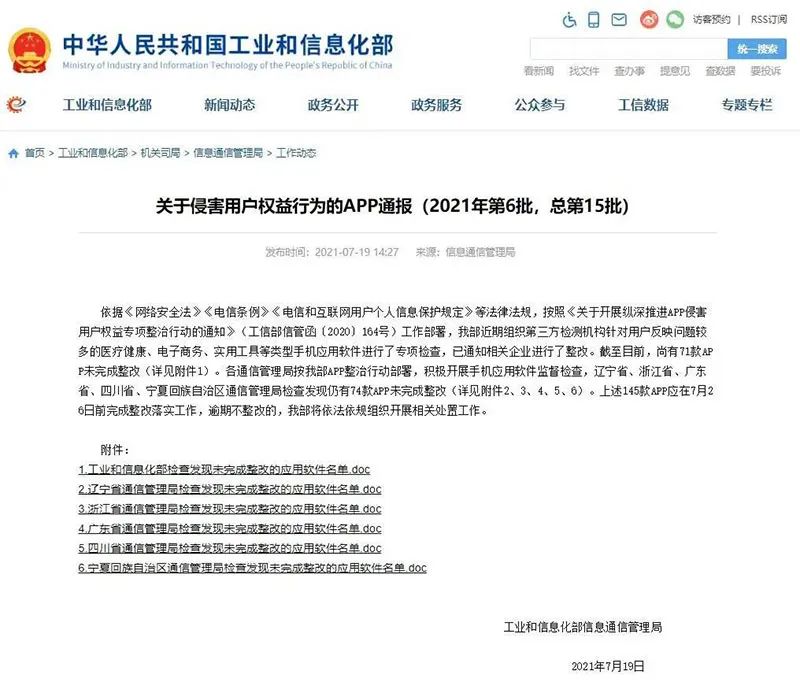 访客预约 | RSS订阅
中华人民共和国工业和信息化部
Ministry of Industry and Information Technology of the People's Republic of China
统一搜索
看新闻 找文件 查办事 提意见 查数据 要投诉
工业和信息化部 新闻动态 政务公开 政务服务 公众参与 工信数据 专题专栏
首页 > 工业和信息化部 > 机关司局 > 信息通信管理局 > 工作动态
关于侵害用户权益行为的APP通报（2021年第6批，总第15批）
发布时间：2021-07-19 14:27 来源：信息通信管理局
依据《网络安全法》《电信条例》《电信和互联网用户个人信息保护规定》等法律法规，按照《关于开展纵深推进APP侵害
用户权益专项整治行动的通知》（工信部信管函〔2020〕164号）工作部署，我部近期组织第三方检测机构针对用户反映问题较
多的医疗健康、电子商务、实用工具等类型手机应用软件进行了专项检查，已通知相关企业进行了整改。截至目前，尚有71款AP
P未完成整改（详见附件1）。各通信管理局按我部APP整治行动部署，积极开展手机应用软件监督检查，辽宁省、浙江省、广东
省、四川省、宁夏回族自治区通信管理局检查发现仍有74款APP未完成整改（详见附件2、3、4、5、6）。上述145款APP应在7月2
6日前完成整改落实工作，逾期不整改的，我部将依法依规组织开展相关处置工作。
附件：
1.工业和信息化部检查发现未完成整改的应用软件名单.doc
2.辽宁省通信管理局检查发现未完成整改的应用软件名单.doc
3.浙江省通信管理局检查发现未完成整改的应用软件名单.doc
4.广东省通信管理局检查发现未完成整改的应用软件名单.doc
5.四川省通信管理局检查发现未完成整改的应用软件名单.doc
6.宁夏回族自治区通信管理局检查发现未完成整改的应用软件名单.doc
工业和信息化部信息通信管理局
2021年7月19日